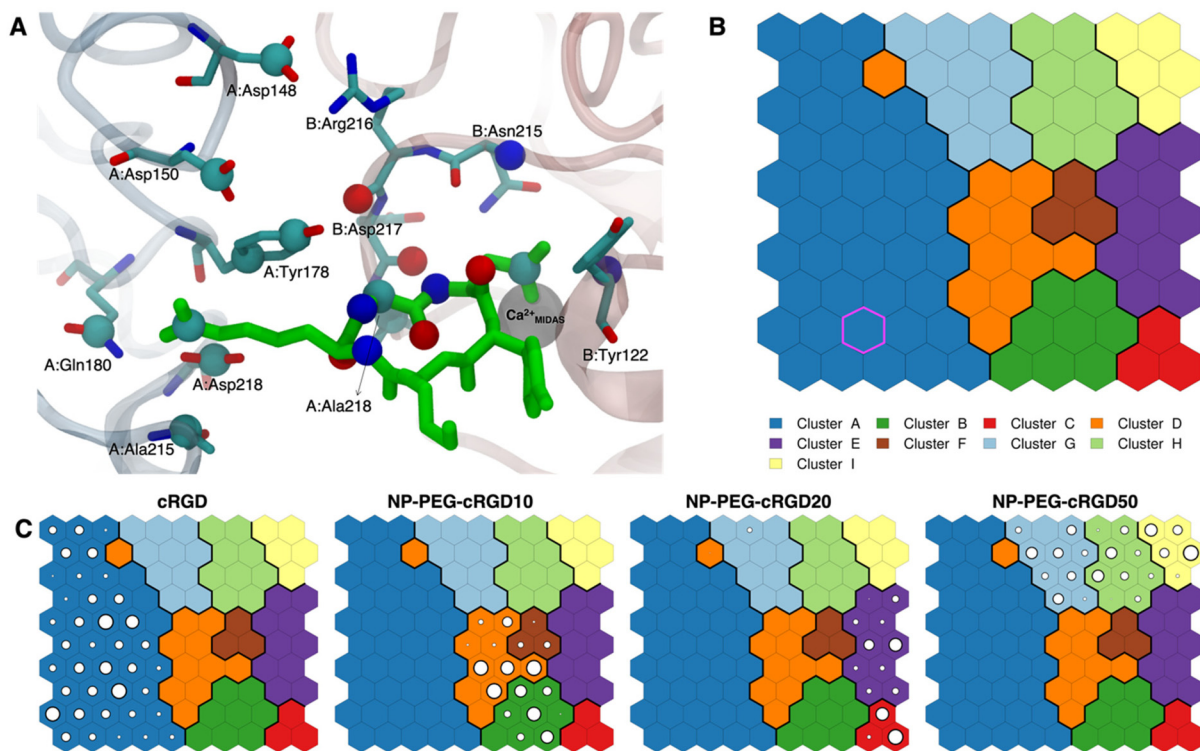 A
A:Asp148
B:Arg216
B:Asn215
A:Asp150
B:Asp217
A:Tyr178
Ca2+MIDAS
A:Gln180
B:Tyr122
A:Asp218
A:Ala218
A:Ala215
B
Cluster A Cluster B Cluster C Cluster D
Cluster E Cluster F Cluster G Cluster H
Cluster I
C
cRGD NP-PEG-cRGD10 NP-PEG-cRGD20 NP-PEG-cRGD50